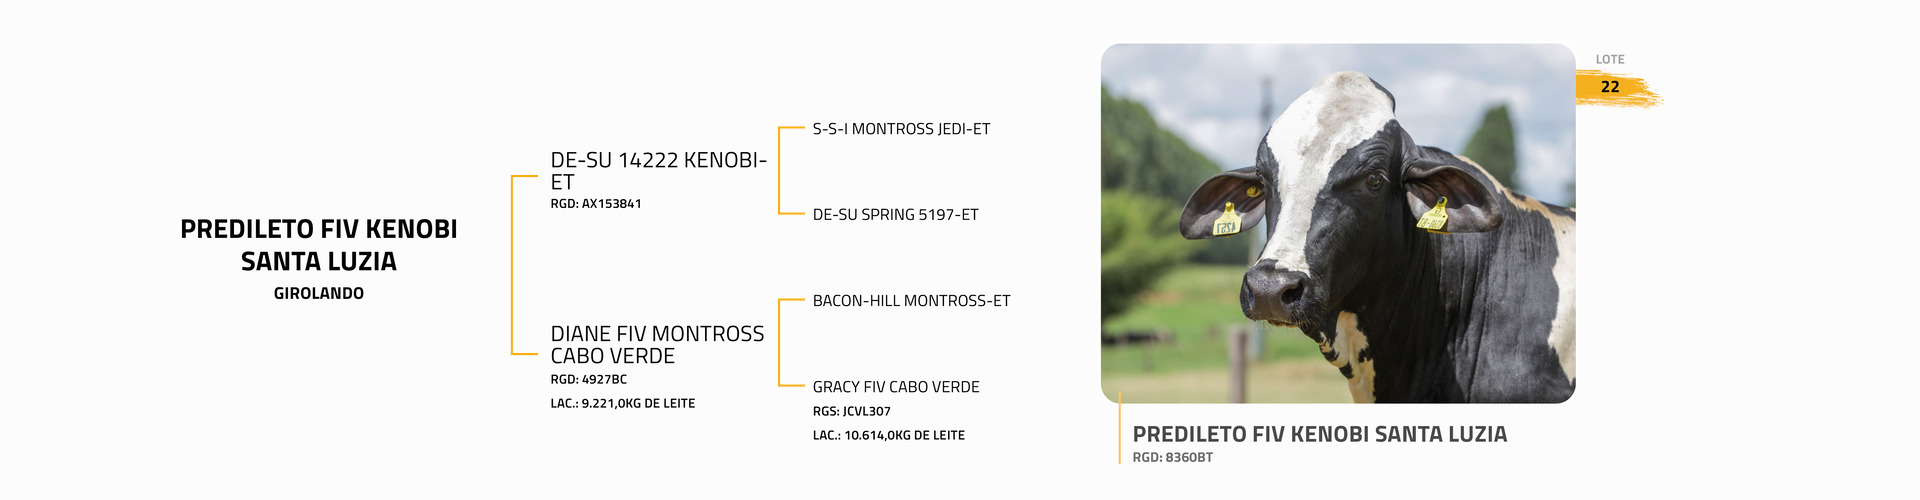 PREDILETO FIV KENOBI
SANTA LUZIA
GIROLANDO
DE-SU 14222 KENOBI-
ET
RGD: AX153841
DIANE FIV MONTROSS
CABO VERDE
RGD: 4927BC
LAC.: 9.221,0KG DE LEITE
S-S-I MONTROSS JEDI-ET
DE-SU SPRING 5197-ET
BACON-HILL MONTROSS-ET
GRACY FIV CABO VERDE
RGS: JCVL307
LAC.: 10.614,0KG DE LEITE
LOTE
22
PREDILETO FIV KENOBI SANTA LUZIA
RGD: 8360BT